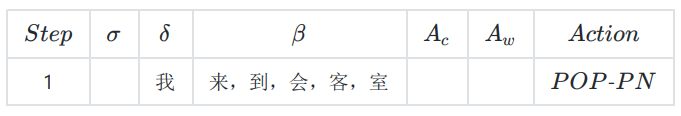 Step σ δ β A_c A_w Action
1 我 来，到，会，客，室 POP-PN